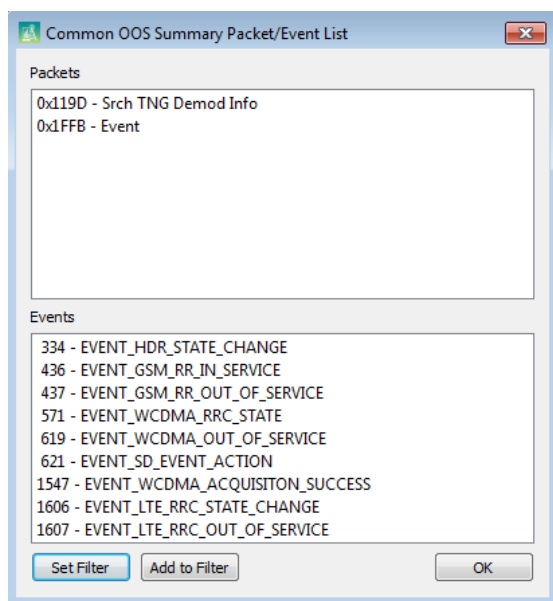 Common OOS Summary Packet/Event List
Packets
0x119D - Srch TNG Demod Info
0x1FFB - Event
Events
334 - EVENT_HDR_STATE_CHANGE
436 - EVENT_GSM_RR_IN_SERVICE
437 - EVENT_GSM_RR_OUT_OF_SERVICE
571 - EVENT_WCDMA_RRC_STATE
619 - EVENT_WCDMA_OUT_OF_SERVICE
621 - EVENT_SD_EVENT_ACTION
1547 - EVENT_WCDMA_ACQUISITON_SUCCESS
1606 - EVENT_LTE_RRC_STATE_CHANGE
1607 - EVENT_LTE_RRC_OUT_OF_SERVICE
Set Filter Add to Filter OK